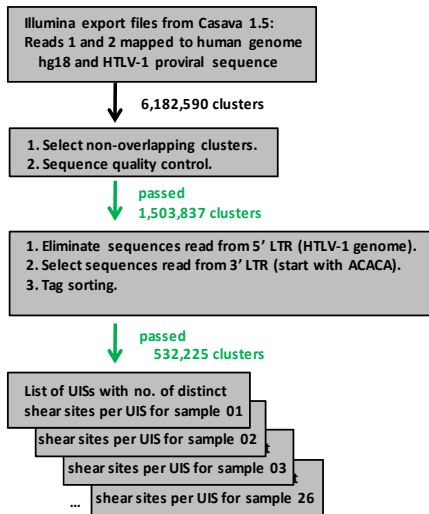 Illumina export files from Casava 1.5:
Reads 1 and 2 mapped to human genome
hg18 and HTLV-1 proviral sequence
6,182,590 clusters
1. Select non-overlapping clusters.
2. Sequence quality control.
passed
1,503,837 clusters
1. Eliminate sequences read from 5’ LTR (HTLV-1 genome).
2. Select sequences read from 3’ LTR (start with ACACA).
3. Tag sorting.
passed
532,225 clusters
List of UISs with no. of distinct
shear sites per UIS for sample 01
shear sites per UIS for sample 02
shear sites per UIS for sample 03
... shear sites per UIS for sample 26